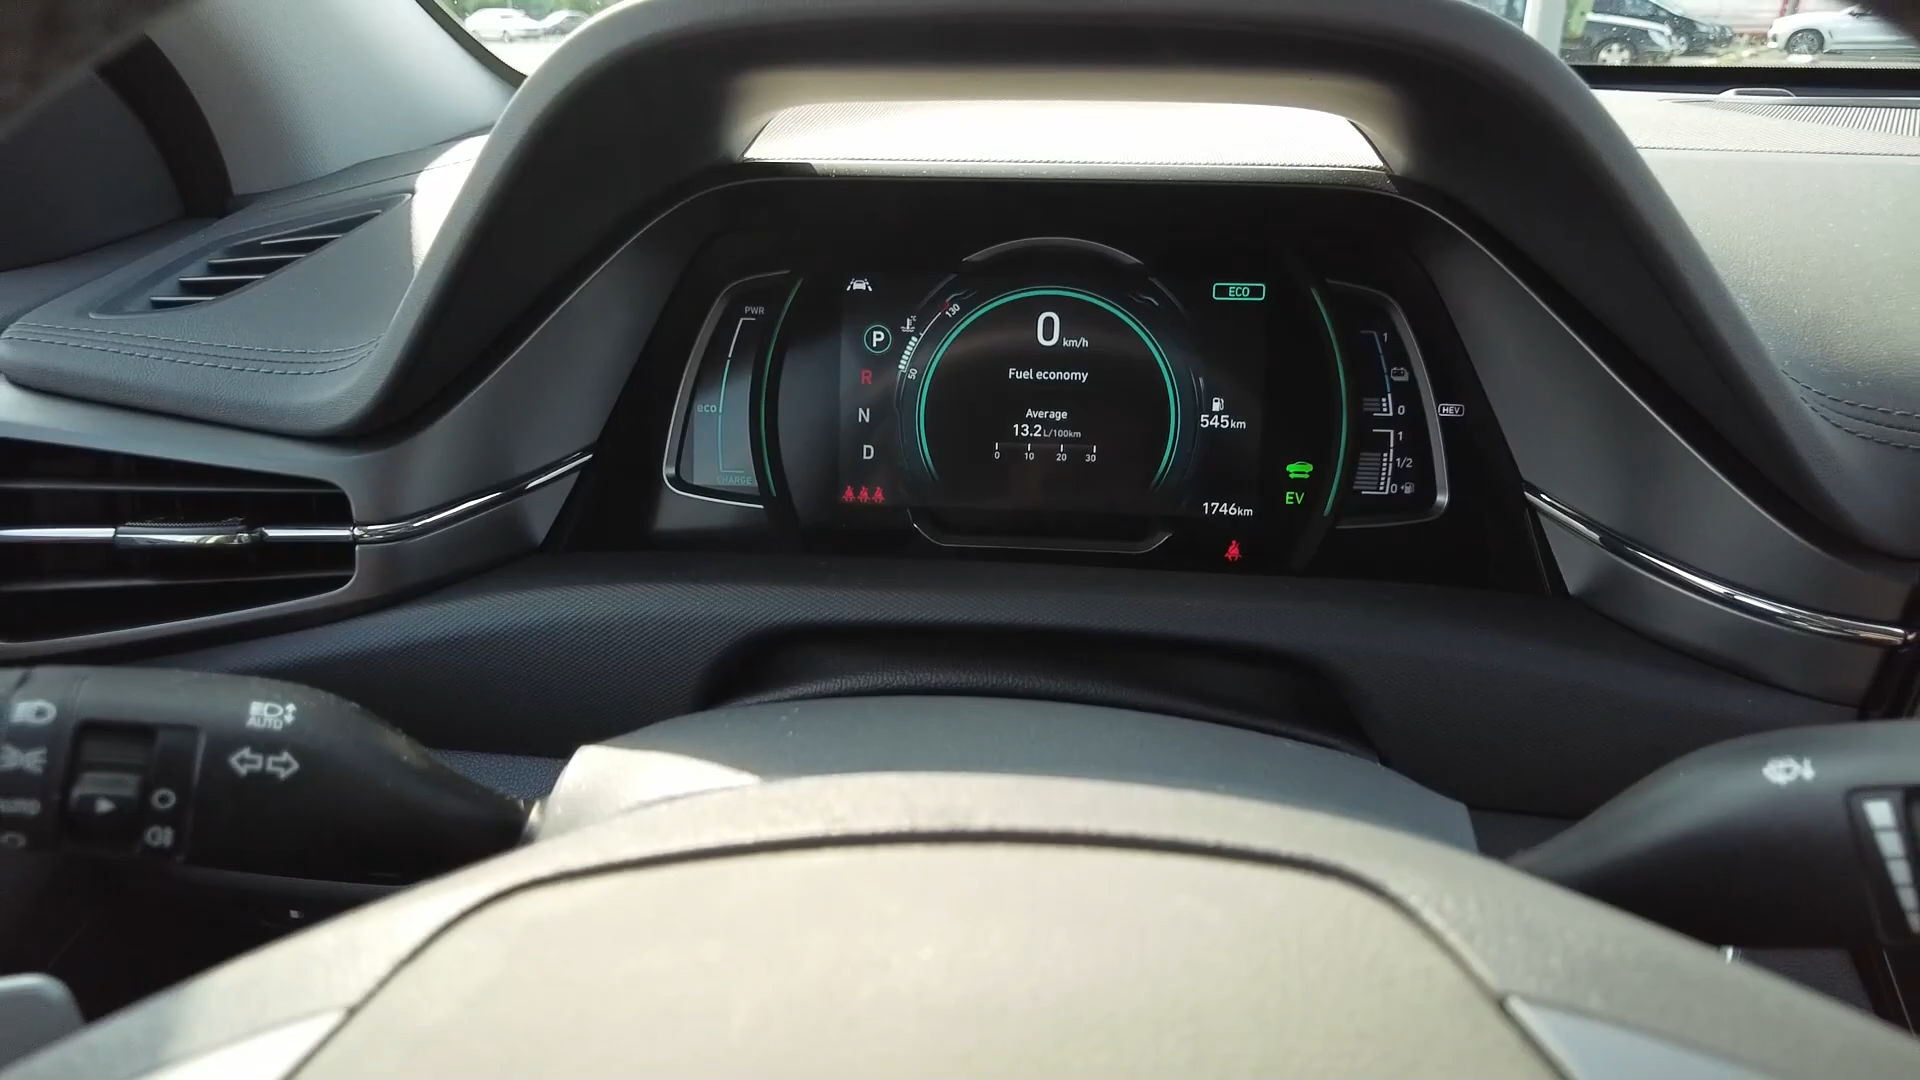 PWR
eco
CHARGE
P
R
N
D
130
50
0 km/h
Fuel economy
Average
13.2 L/100km
0 10 20 30
ECO
545km
EV
1746km
1
0
1
1/2
0
HEV
AUTO